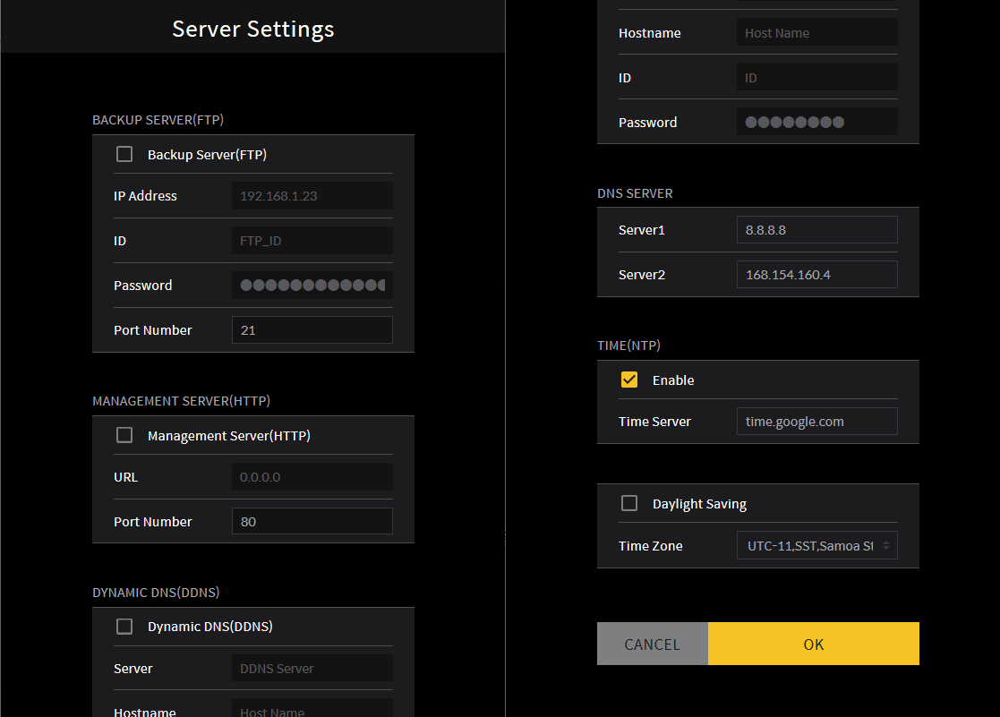 Server Settings
BACKUP SERVER(FTP)
Backup Server(FTP)
IP Address 192.168.1.23
ID FTP_ID
Password
Port Number 21
MANAGEMENT SERVER(HTTP)
Management Server(HTTP)
URL 0.0.0.0
Port Number 80
DYNAMIC DNS(DDNS)
Dynamic DNS(DDNS)
Server DDNS Server
Hostname Host Name
Hostname Host Name
ID ID
Password
DNS SERVER
Server1 8.8.8.8
Server2 168.154.160.4
TIME(NTP)
Enable
Time Server time.google.com
Daylight Saving
Time Zone UTC-11,SST,Samoa St
CANCEL OK